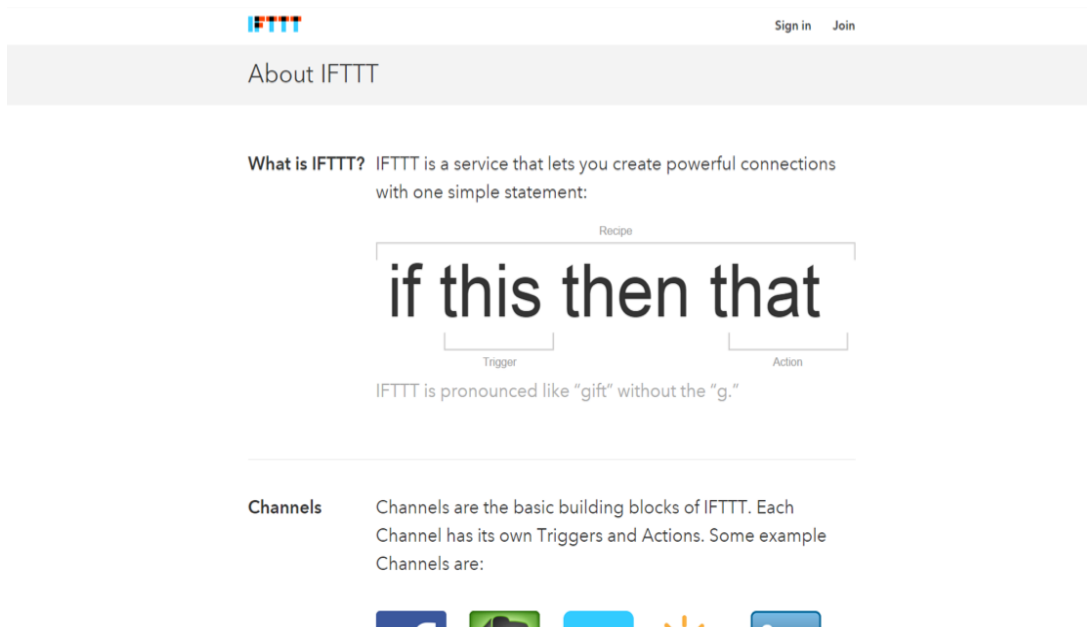 IFTTT
Sign in Join
About IFTTT
What is IFTTT? IFTTT is a service that lets you create powerful connections
with one simple statement:
Recipe
if this then that
Trigger Action
IFTTT is pronounced like “gift” without the “g.”
Channels Channels are the basic building blocks of IFTTT. Each
Channel has its own Triggers and Actions. Some example
Channels are: